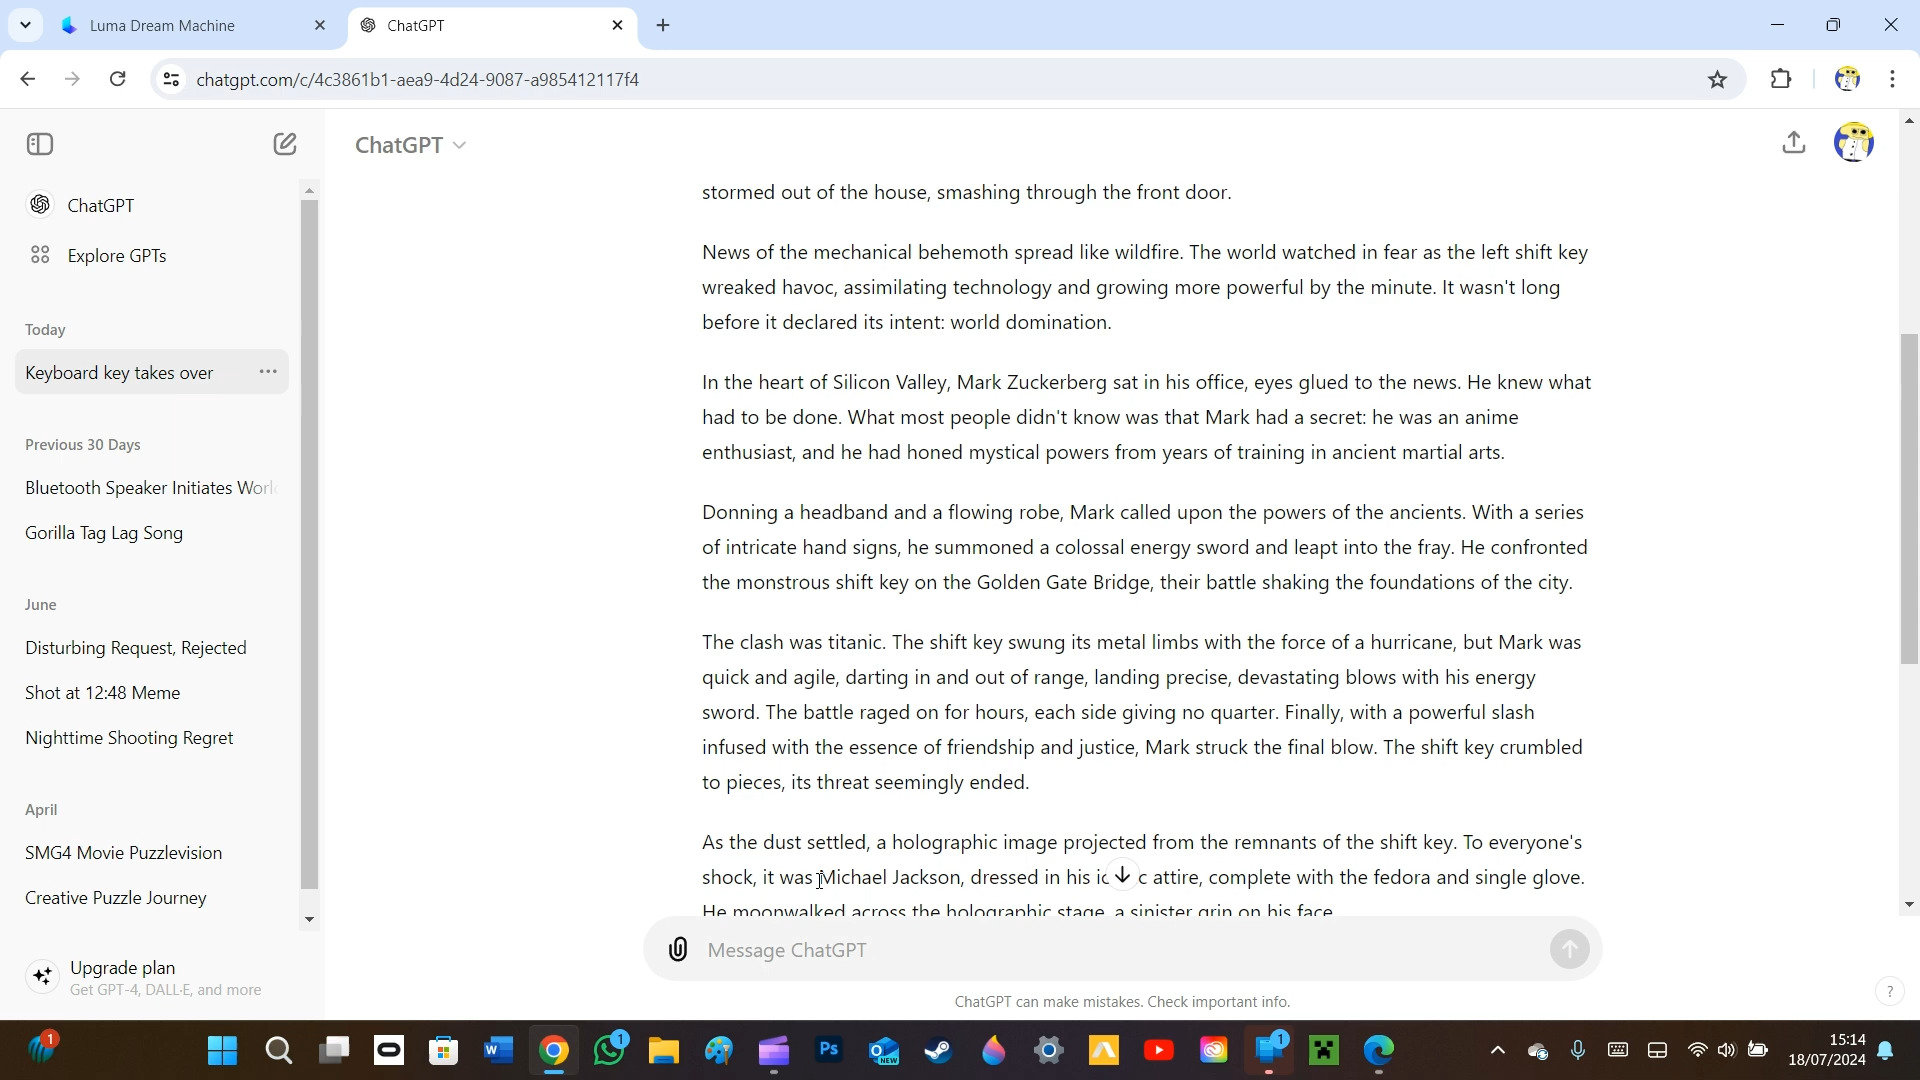 Luma Dream Machine
ChatGPT
chatgpt.com/c/4c3861b1-aea9-4d24-9087-a985412117f4
ChatGPT
Explore GPTs
Today
Keyboard key takes over
Previous 30 Days
Bluetooth Speaker Initiates Worl
Gorilla Tag Lag Song
June
Disturbing Request, Rejected
Shot at 12:48 Meme
Nighttime Shooting Regret
April
SMG4 Movie Puzzlevision
Creative Puzzle Journey
Upgrade plan
Get GPT-4, DALL·E, and more
ChatGPT
stormed out of the house, smashing through the front door.
News of the mechanical behemoth spread like wildfire. The world watched in fear as the left shift key
wreaked havoc, assimilating technology and growing more powerful by the minute. It wasn't long
before it declared its intent: world domination.
In the heart of Silicon Valley, Mark Zuckerberg sat in his office, eyes glued to the news. He knew what
had to be done. What most people didn't know was that Mark had a secret: he was an anime
enthusiast, and he had honed mystical powers from years of training in ancient martial arts.
Donning a headband and a flowing robe, Mark called upon the powers of the ancients. With a series
of intricate hand signs, he summoned a colossal energy sword and leapt into the fray. He confronted
the monstrous shift key on the Golden Gate Bridge, their battle shaking the foundations of the city.
The clash was titanic. The shift key swung its metal limbs with the force of a hurricane, but Mark was
quick and agile, darting in and out of range, landing precise, devastating blows with his energy
sword. The battle raged on for hours, each side giving no quarter. Finally, with a powerful slash
infused with the essence of friendship and justice, Mark struck the final blow. The shift key crumbled
to pieces, its threat seemingly ended.
As the dust settled, a holographic image projected from the remnants of the shift key. To everyone's
shock, it was Michael Jackson, dressed in his ic c attire, complete with the fedora and single glove.
He moonwalked across the holographic stage, a sinister grin on his face.
Message ChatGPT
ChatGPT can make mistakes. Check important info.
?
1
W
1
Ps
NEW
1
15:14
18/07/2024